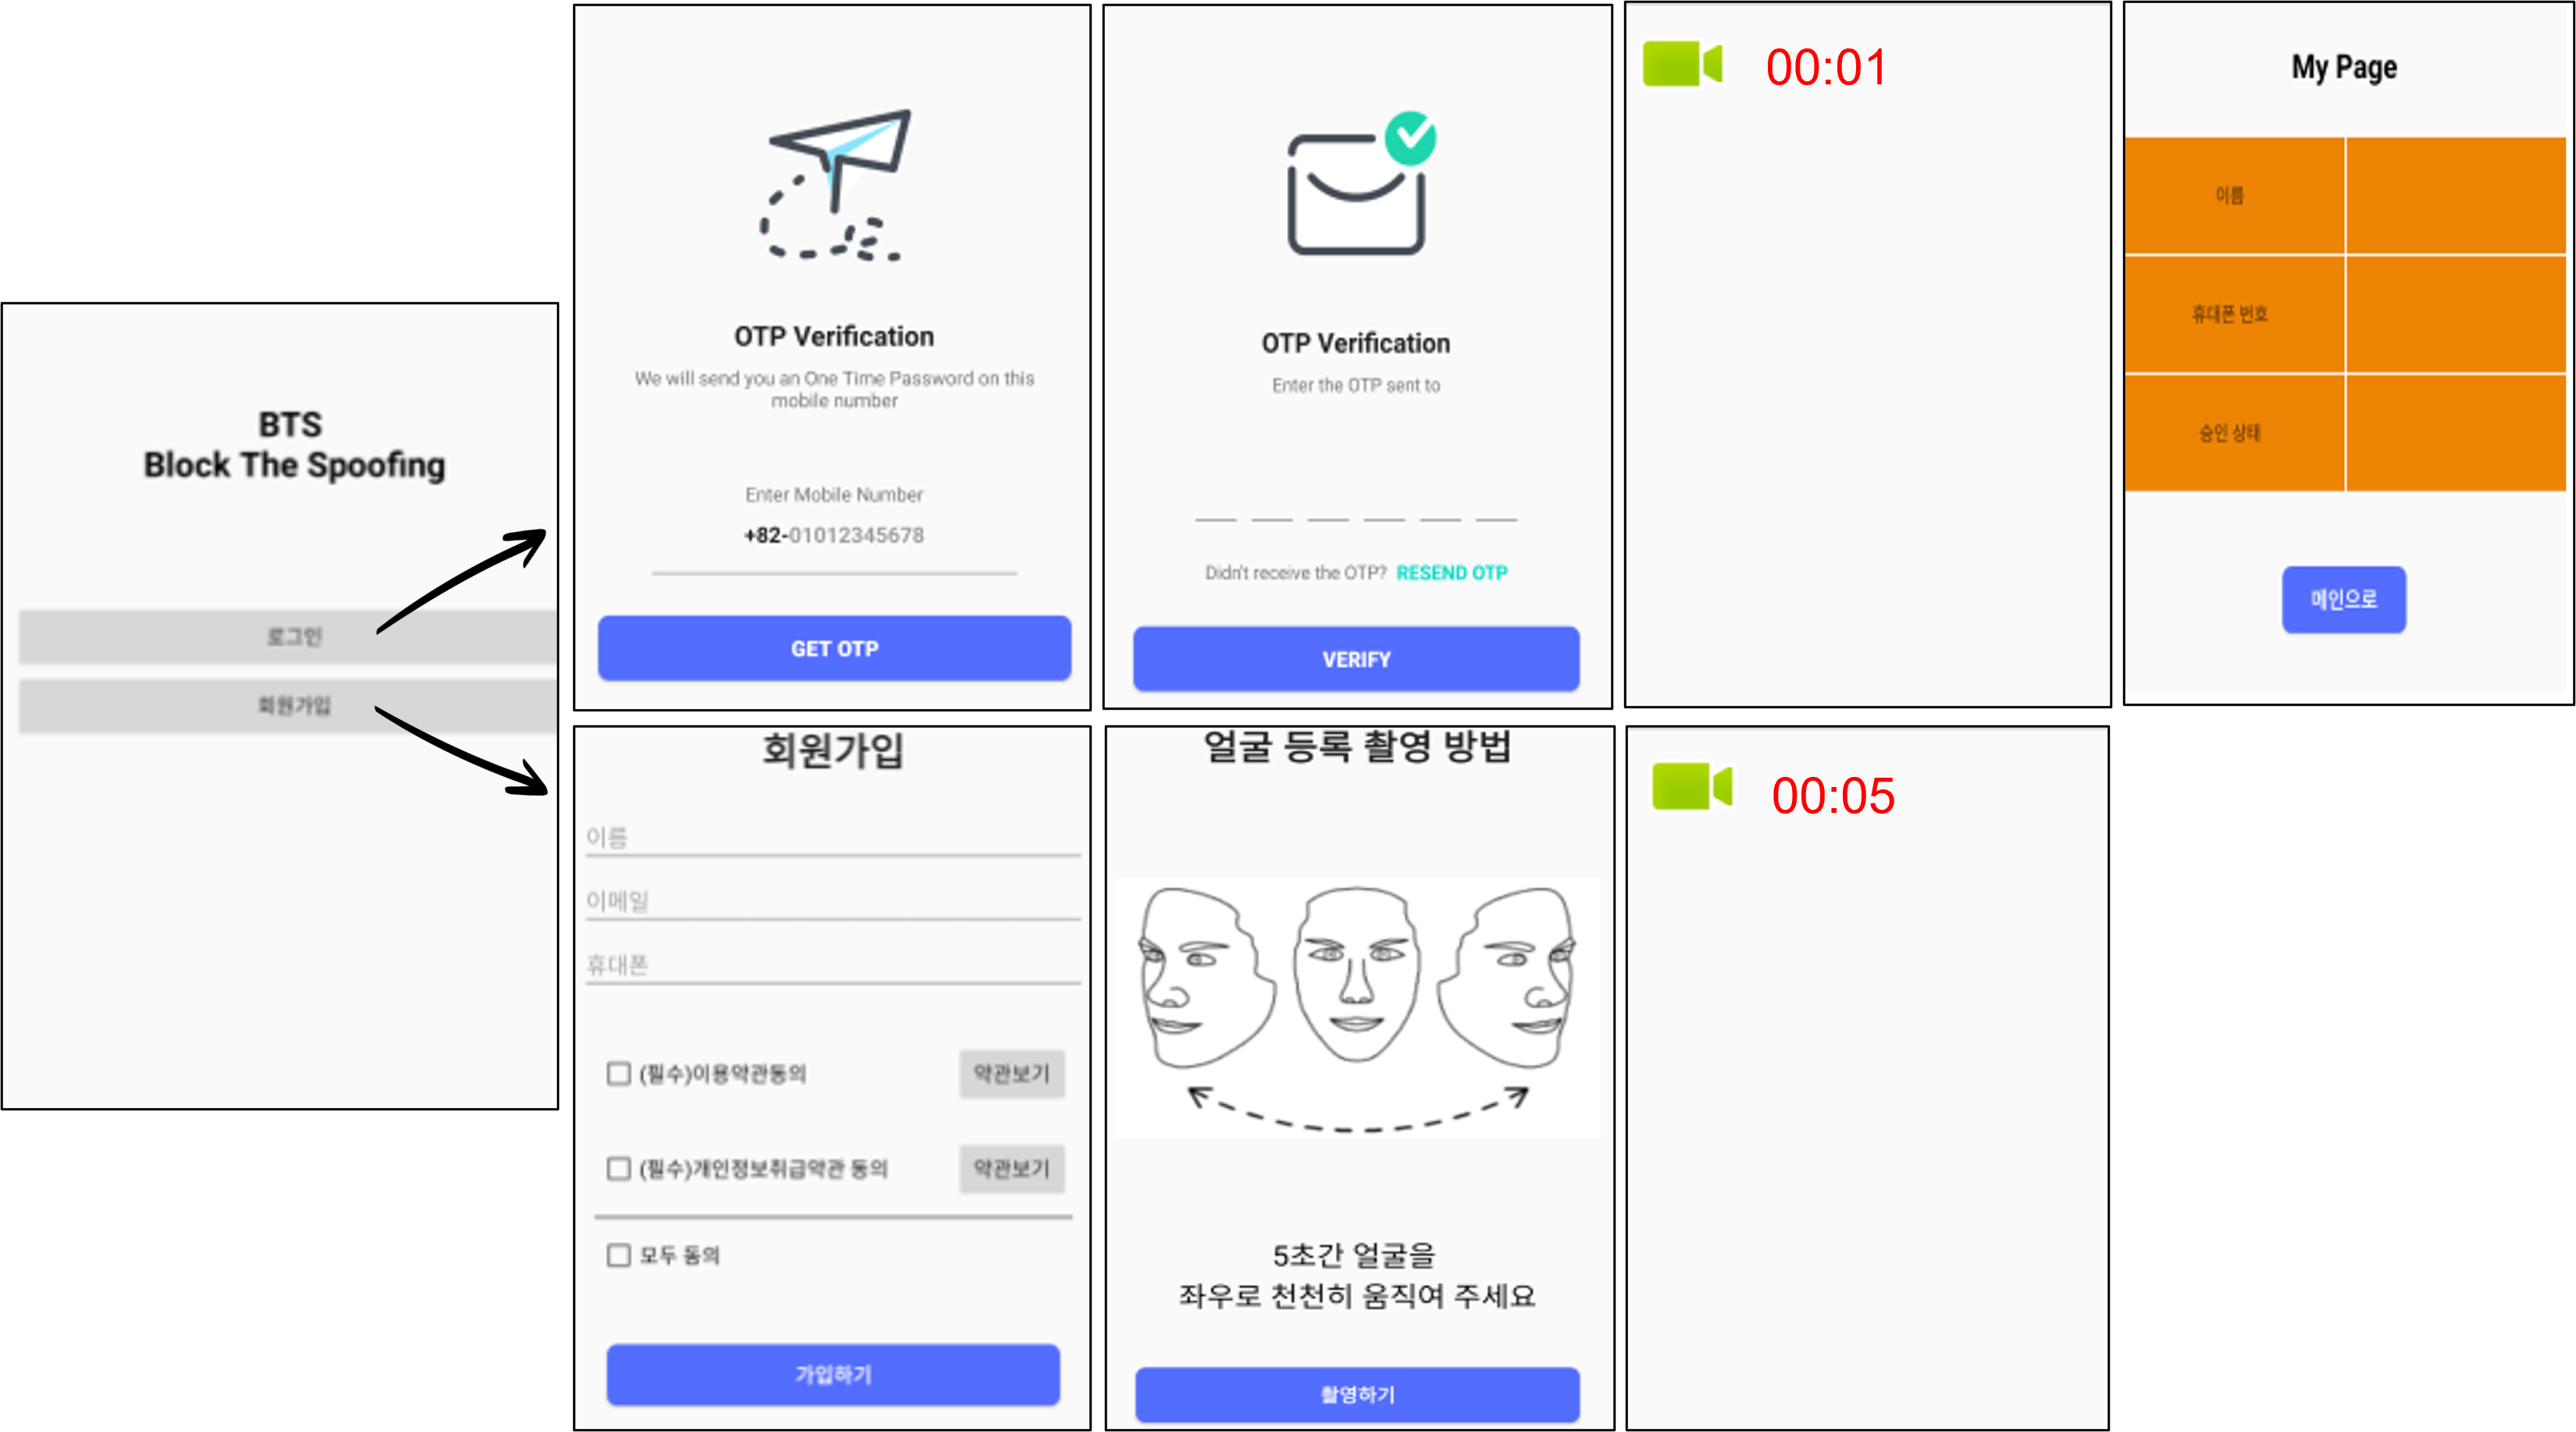 BTS
Block The Spoofing
로그인
회원가입
OTP Verification
We will send you an One Time Password on this
mobile number
Enter Mobile Number
+82-01012345678
GET OTP
OTP Verification
Enter the OTP sent to
Didn't receive the OTP? RESEND OTP
VERIFY
00:01
My Page
이름
휴대폰 번호
승인 상태
메인으로
회원가입
이름
이메일
휴대폰
(필수)이용약관동의
약관보기
(필수)개인정보취급약관 동의
약관보기
모두 동의
가입하기
얼굴 등록 촬영 방법
5초간 얼굴을
좌우로 천천히 움직여 주세요
촬영하기
00:05